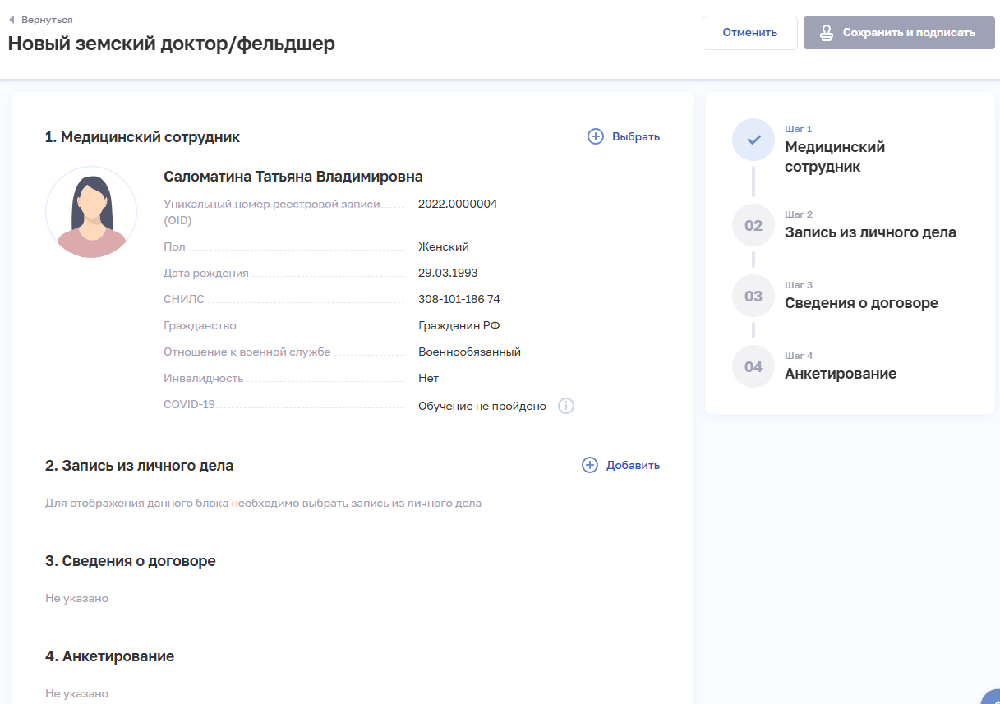 Вернуться
Новый земский доктор/фельдшер
Отменить
Сохранить и подписать
1. Медицинский сотрудник
Выбрать
Саломатина Татьяна Владимировна
Уникальный номер реестровой записи 2022.0000004
(OID)
Пол Женский
Дата рождения 29.03.1993
СНИЛС 308-101-186 74
Гражданство Гражданин РФ
Отношение к военной службе Военнообязанный
Инвалидность Нет
COVID-19 Обучение не пройдено
2. Запись из личного дела
Добавить
Для отображения данного блока необходимо выбрать запись из личного дела
3. Сведения о договоре
Не указано
4. Анкетирование
Не указано
Шаг 1
Медицинский
сотрудник
02
Шаг 2
Запись из личного дела
03
Шаг 3
Сведения о договоре
04
Шаг 4
Анкетирование